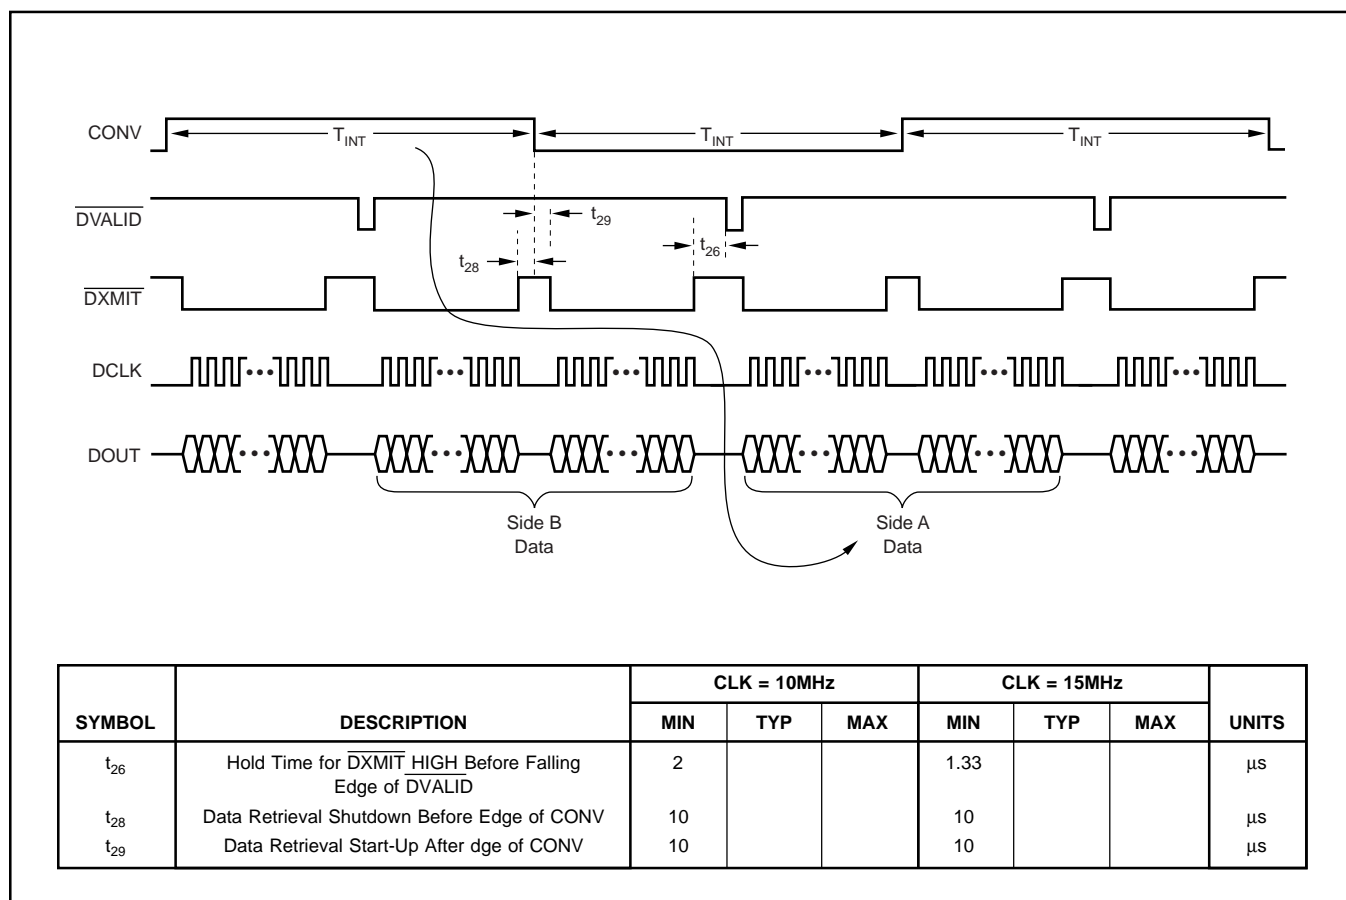 CONV
T_INT
T_INT
T_INT
DVALID
t_29
t_26
t_28
DXMIT
DCLK
DOUT
Side B
Data
Side A
Data
SYMBOL DESCRIPTION CLK = 10MHz CLK = 15MHz UNITS
MIN TYP MAX MIN TYP MAX
t_26 Hold Time for DXMIT HIGH Before Falling 2 1.33 μs
Edge of DVALID
t_28 Data Retrieval Shutdown Before Edge of CONV 10 10 μs
t_29 Data Retrieval Start-Up After dge of CONV 10 10 μs